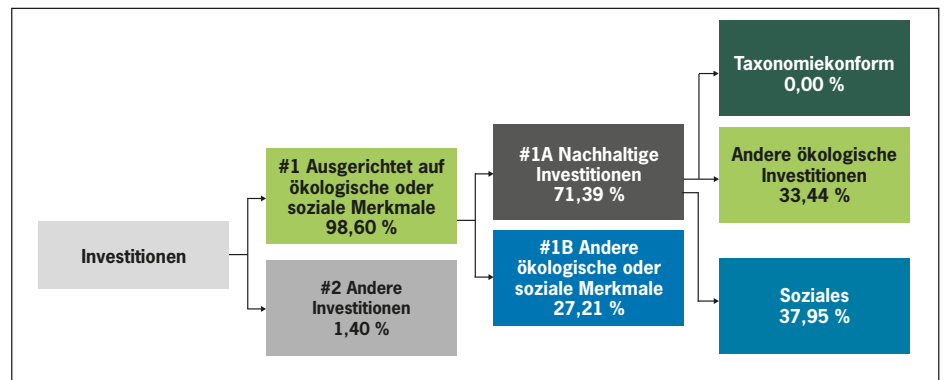 Investitionen
#1 Ausgerichtet auf
ökologische oder
soziale Merkmale
98,60 %
#2 Andere
Investitionen
1,40 %
#1A Nachhaltige
Investitionen
71,39 %
#1B Andere
ökologische oder
soziale Merkmale
27,21 %
Taxonomiekonform
0,00 %
Andere ökologische
Investitionen
33,44 %
Soziales
37,95 %